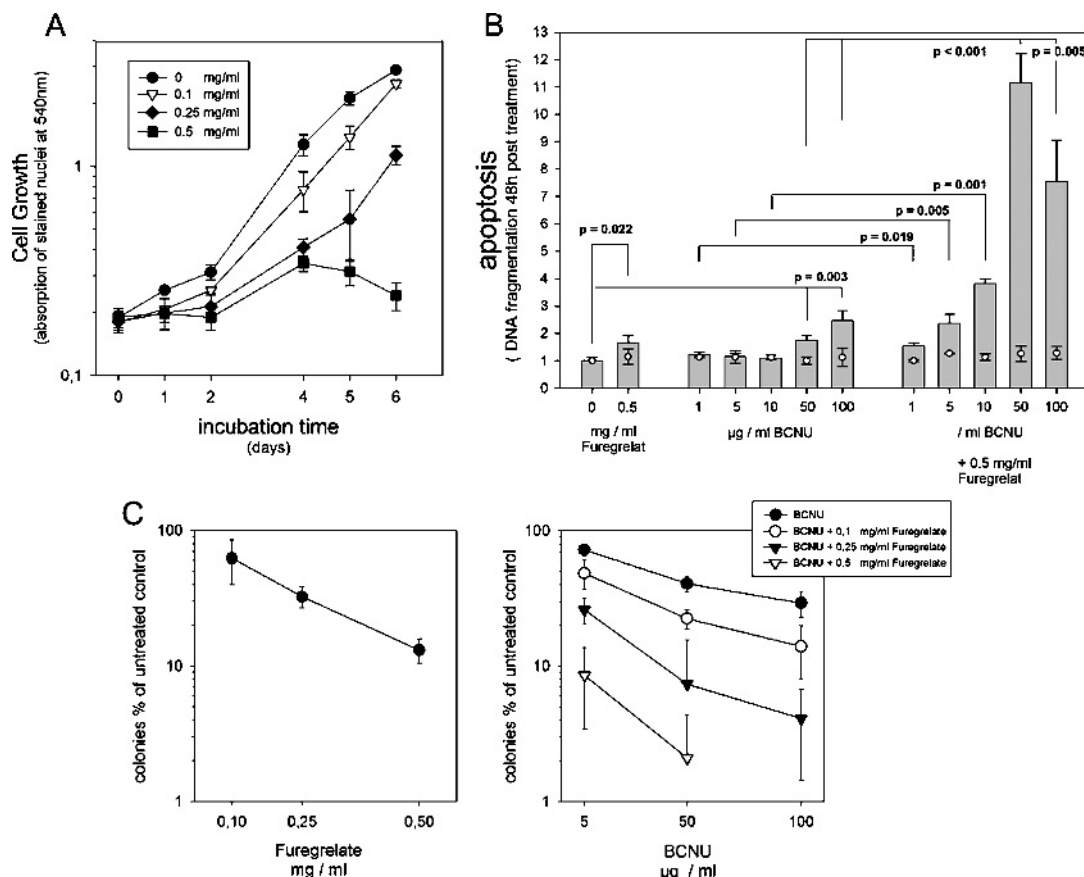 A
Cell Growth
(absorption of stained nuclei at 540nm)
0 mg/ml
0.1 mg/ml
0.25 mg/ml
0.5 mg/ml
1
0,1
0 1 2 4 5 6
incubation time
(days)
B
apoptosis
( DNA fragmentation 48h post treatment )
13
12
11
10
9
8
7
6
5
4
3
2
1
0
p < 0.001
p = 0.005
p = 0.001
p = 0.005
p = 0.022
p = 0.019
p = 0.003
0 0.5 1 5 10 50 100 1 5 10 50 100
mg / ml
Furegrelat
µg / ml BCNU
/ ml BCNU
+ 0.5 mg/ml
Furegrelat
C
colonies % of untreated control
100
10
1
0,10 0,25 0,50
Furegrelate
mg / ml
colonies % of untreated control
100
10
1
BCNU
BCNU + 0,1 mg/ml Furegrelate
BCNU + 0,25 mg/ml Furegrelate
BCNU + 0.5 mg/ml Furegrelate
5 50 100
BCNU
µg / ml